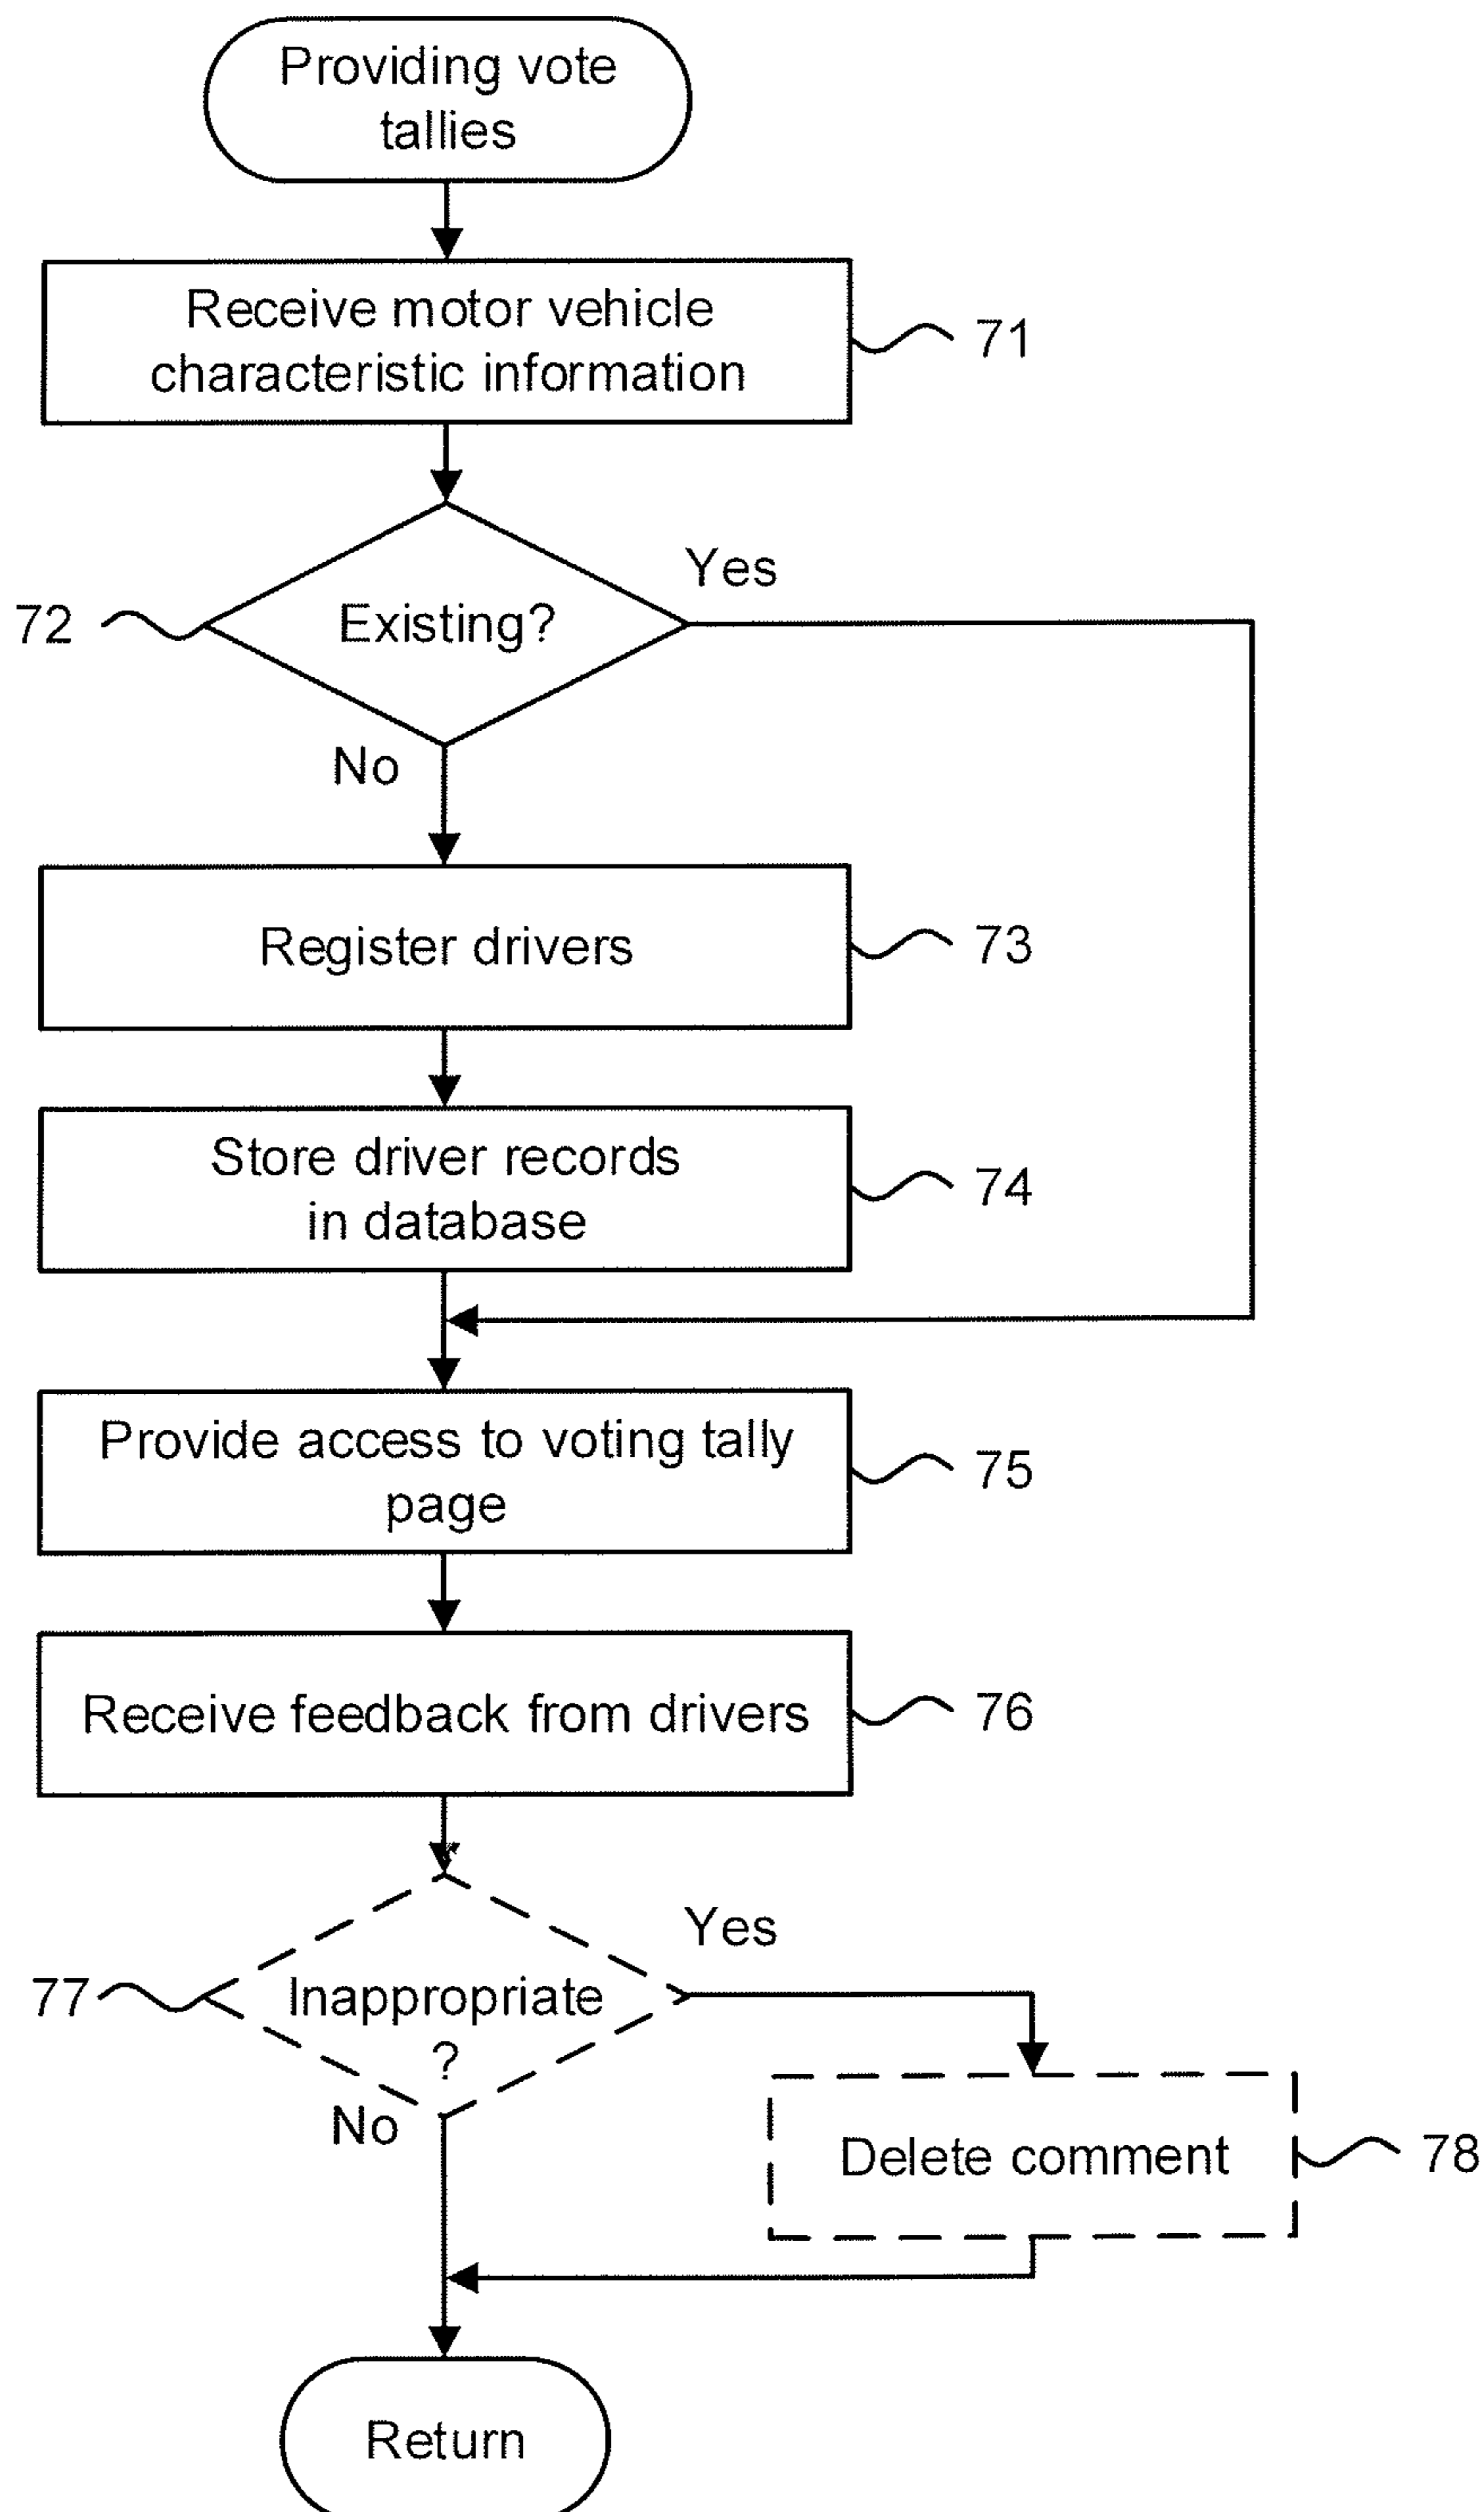 Providing vote
tallies
Receive motor vehicle
characteristic information
71
Yes
72
Existing?
No
Register drivers
73
Store driver records
in database
74
Provide access to voting tally
page
75
Receive feedback from drivers
76
Yes
77
Inappropriate
?
No
Delete comment
78
Return